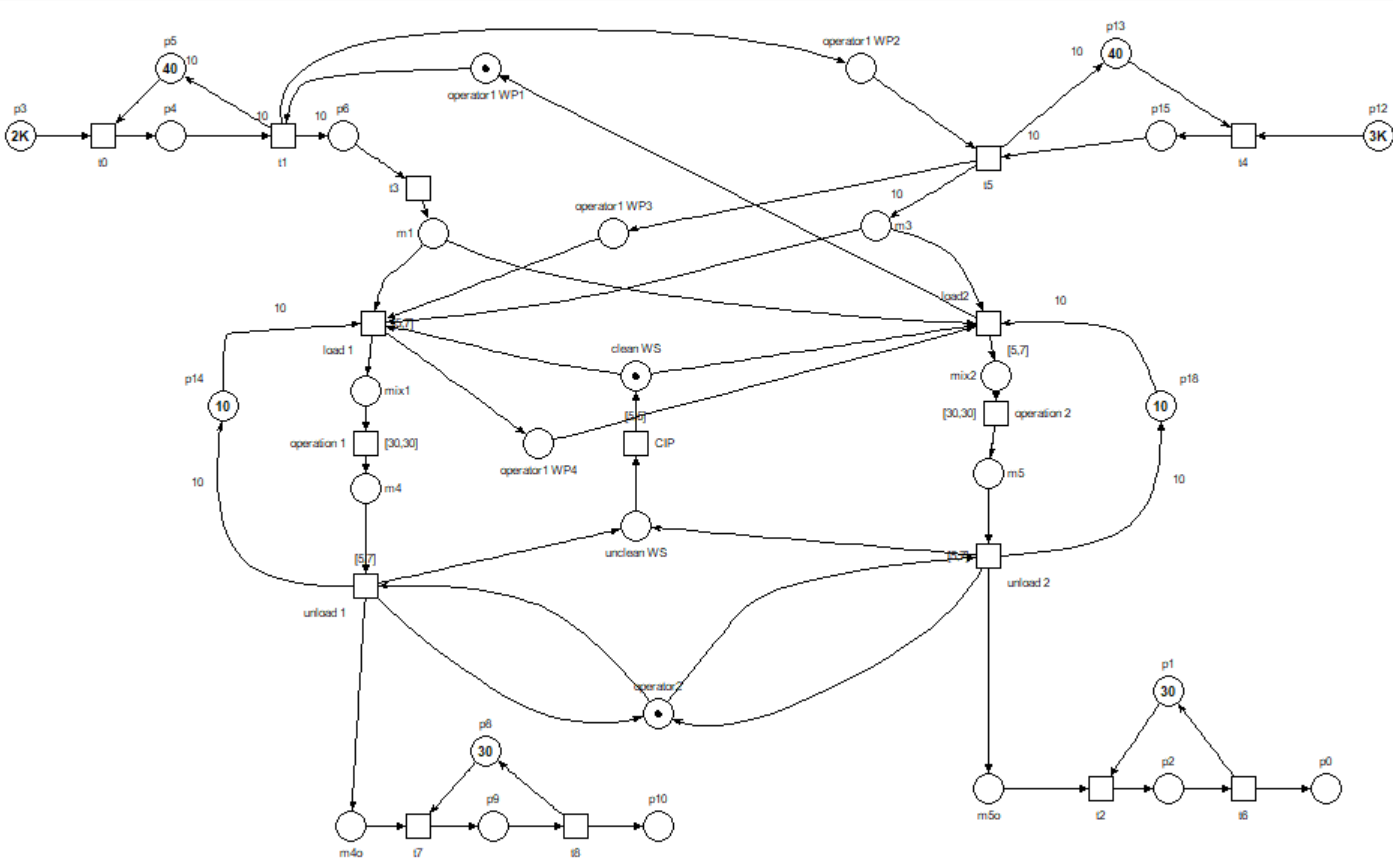 p13
operator1 WP2
p5
10
10
40
40
operator1 WP1
p3
p4
10
10
p6
10
p15
p12
2K
3K
t0
t1
t4
t5
t3
operator1 WP3
10
m1
m3
load2
10
10
[5,7]
load 1
clean WS
[5,7]
p14
mix1
mix2
p18
10
10
[30,30]
operation 2
operation 1
[30,30]
CIP
operator1 WP4
m4
m5
10
10
unclean WS
[5,7]
unload 2
unload 1
p1
operator2
30
p8
30
p9
p10
p2
p0
m5o
t2
t6
m4o
t7
t8